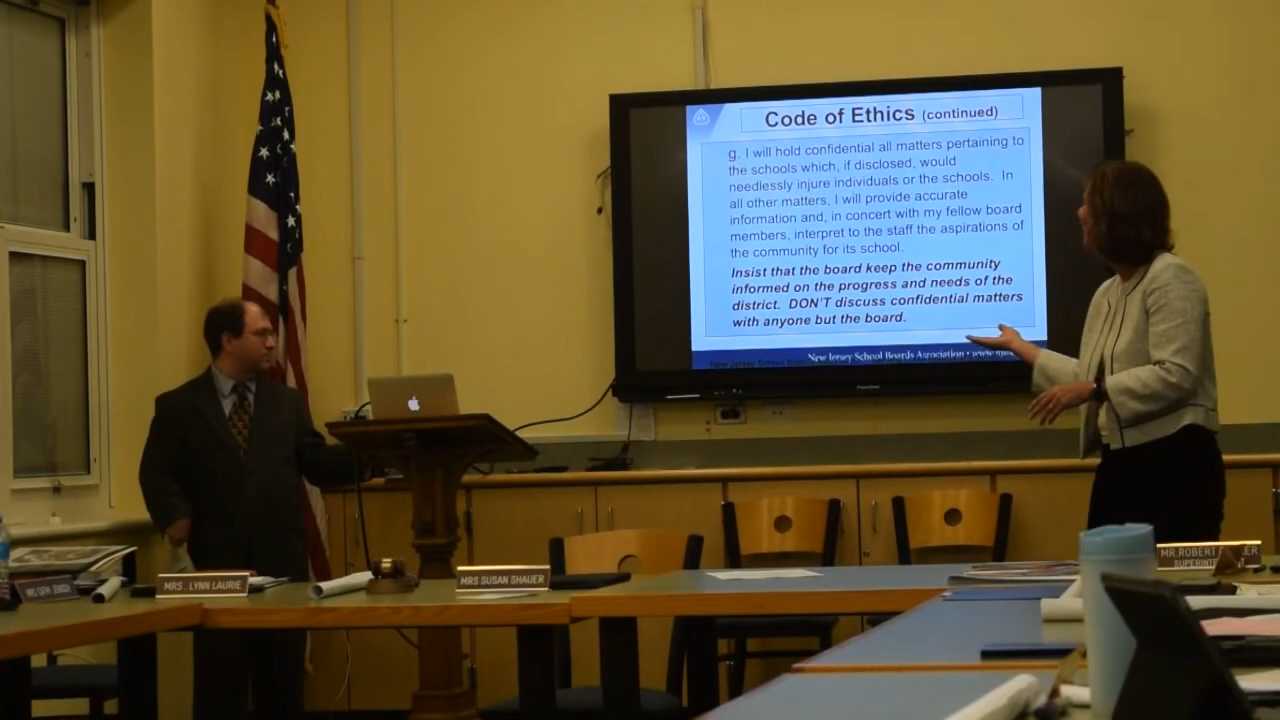 Code of Ethics (continued)
g. I will hold confidential all matters pertaining to
the schools which, if disclosed, would
needlessly injure individuals or the schools. In
all other matters, I will provide accurate
information and, in concert with my fellow board
members, interpret to the staff the aspirations of
the community for its school.
Insist that the board keep the community
informed on the progress and needs of the
district. DON'T discuss confidential matters
with anyone but the board.
New Jersey School Boards Association •
New Jersey School
MRS. LYNN LAURIE
MRS SUSAN SHAUER
MR. ROBERT